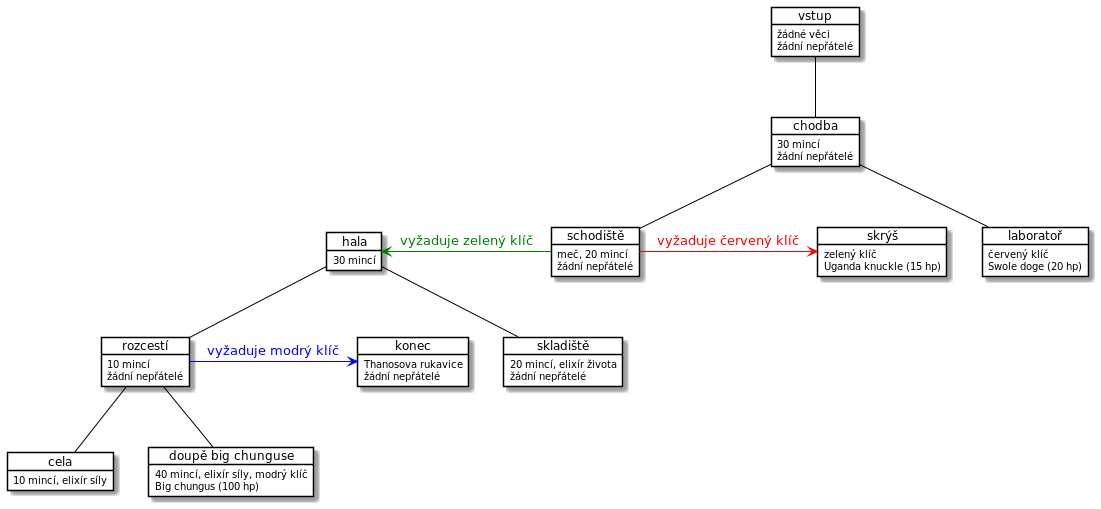 vstup
žádné věci
žádní nepřátelé
chodba
30 mincí
žádní nepřátelé
hala
30 mincí
vyžaduje zelený klíč
schodiště
meč, 20 mincí
žádní nepřátelé
vyžaduje červený klíč
skrýš
zelený klíč
Uganda knuckle (15 hp)
laboratoř
červený klíč
Swole doge (20 hp)
rozcestí
10 mincí
žádní nepřátelé
vyžaduje modrý klíč
konec
Thanosova rukavice
žádní nepřátelé
skladiště
20 mincí, elixír života
žádní nepřátelé
cela
10 mincí, elixír síly
doupě big chunguse
40 mincí, elixír síly, modrý klíč
Big chungus (100 hp)